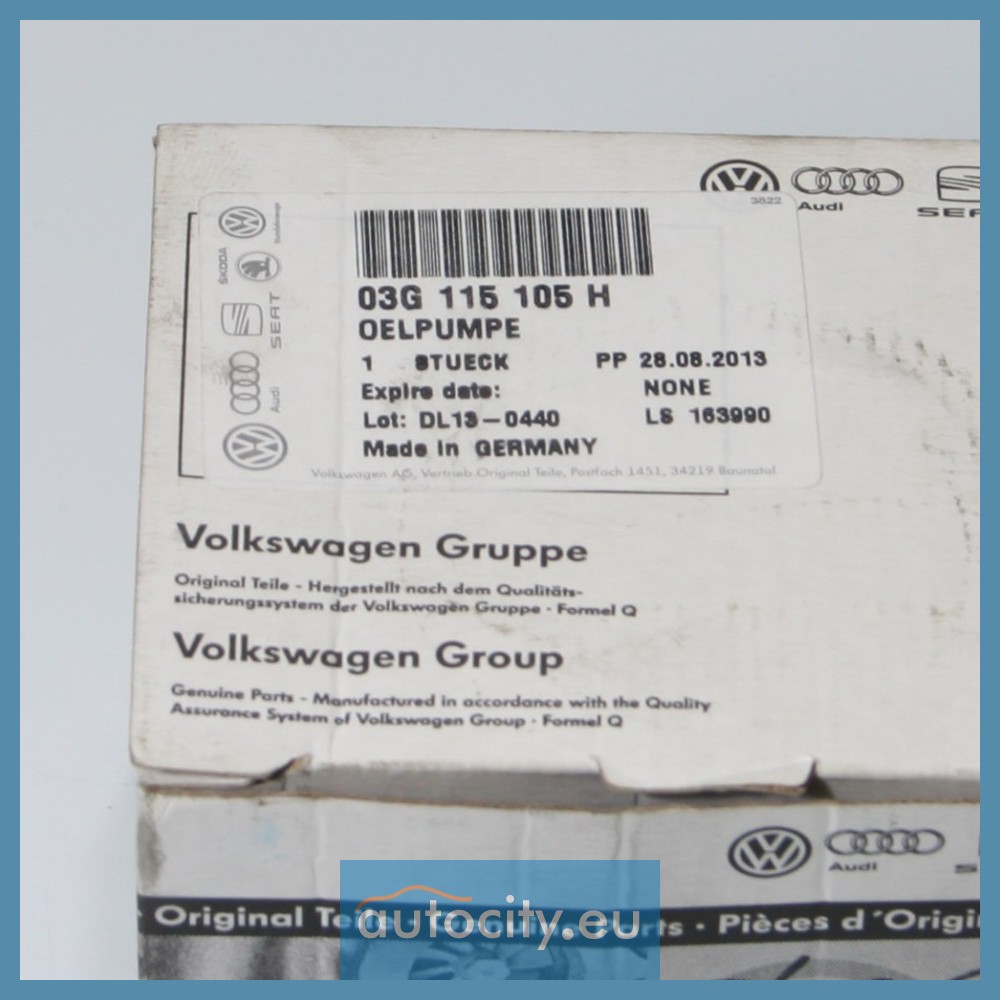 Audi
SEA
3822
ŠKODA
SEAT
Audi
03G 115 105 H
OELPUMPE
1 STUECK PP 28.08.2013
Expire date: NONE
Lot: DL13-0440 LS 163990
Made in GERMANY
Volkswagen AG, Vertrieb Original Teile, Postfach 1451, 34219 Baunatal
Volkswagen Gruppe
Original Teile - Hergestellt nach dem Qualitäts-
sicherungssystem der Volkswagen Gruppe · Formel Q
Volkswagen Group
Genuine Parts - Manufactured in accordance with the Quality
Assurance System of Volkswagen Group · Formel Q
Audi
S
Original Teile · Genuine Parts · Pièces d'Origi
autocity.eu